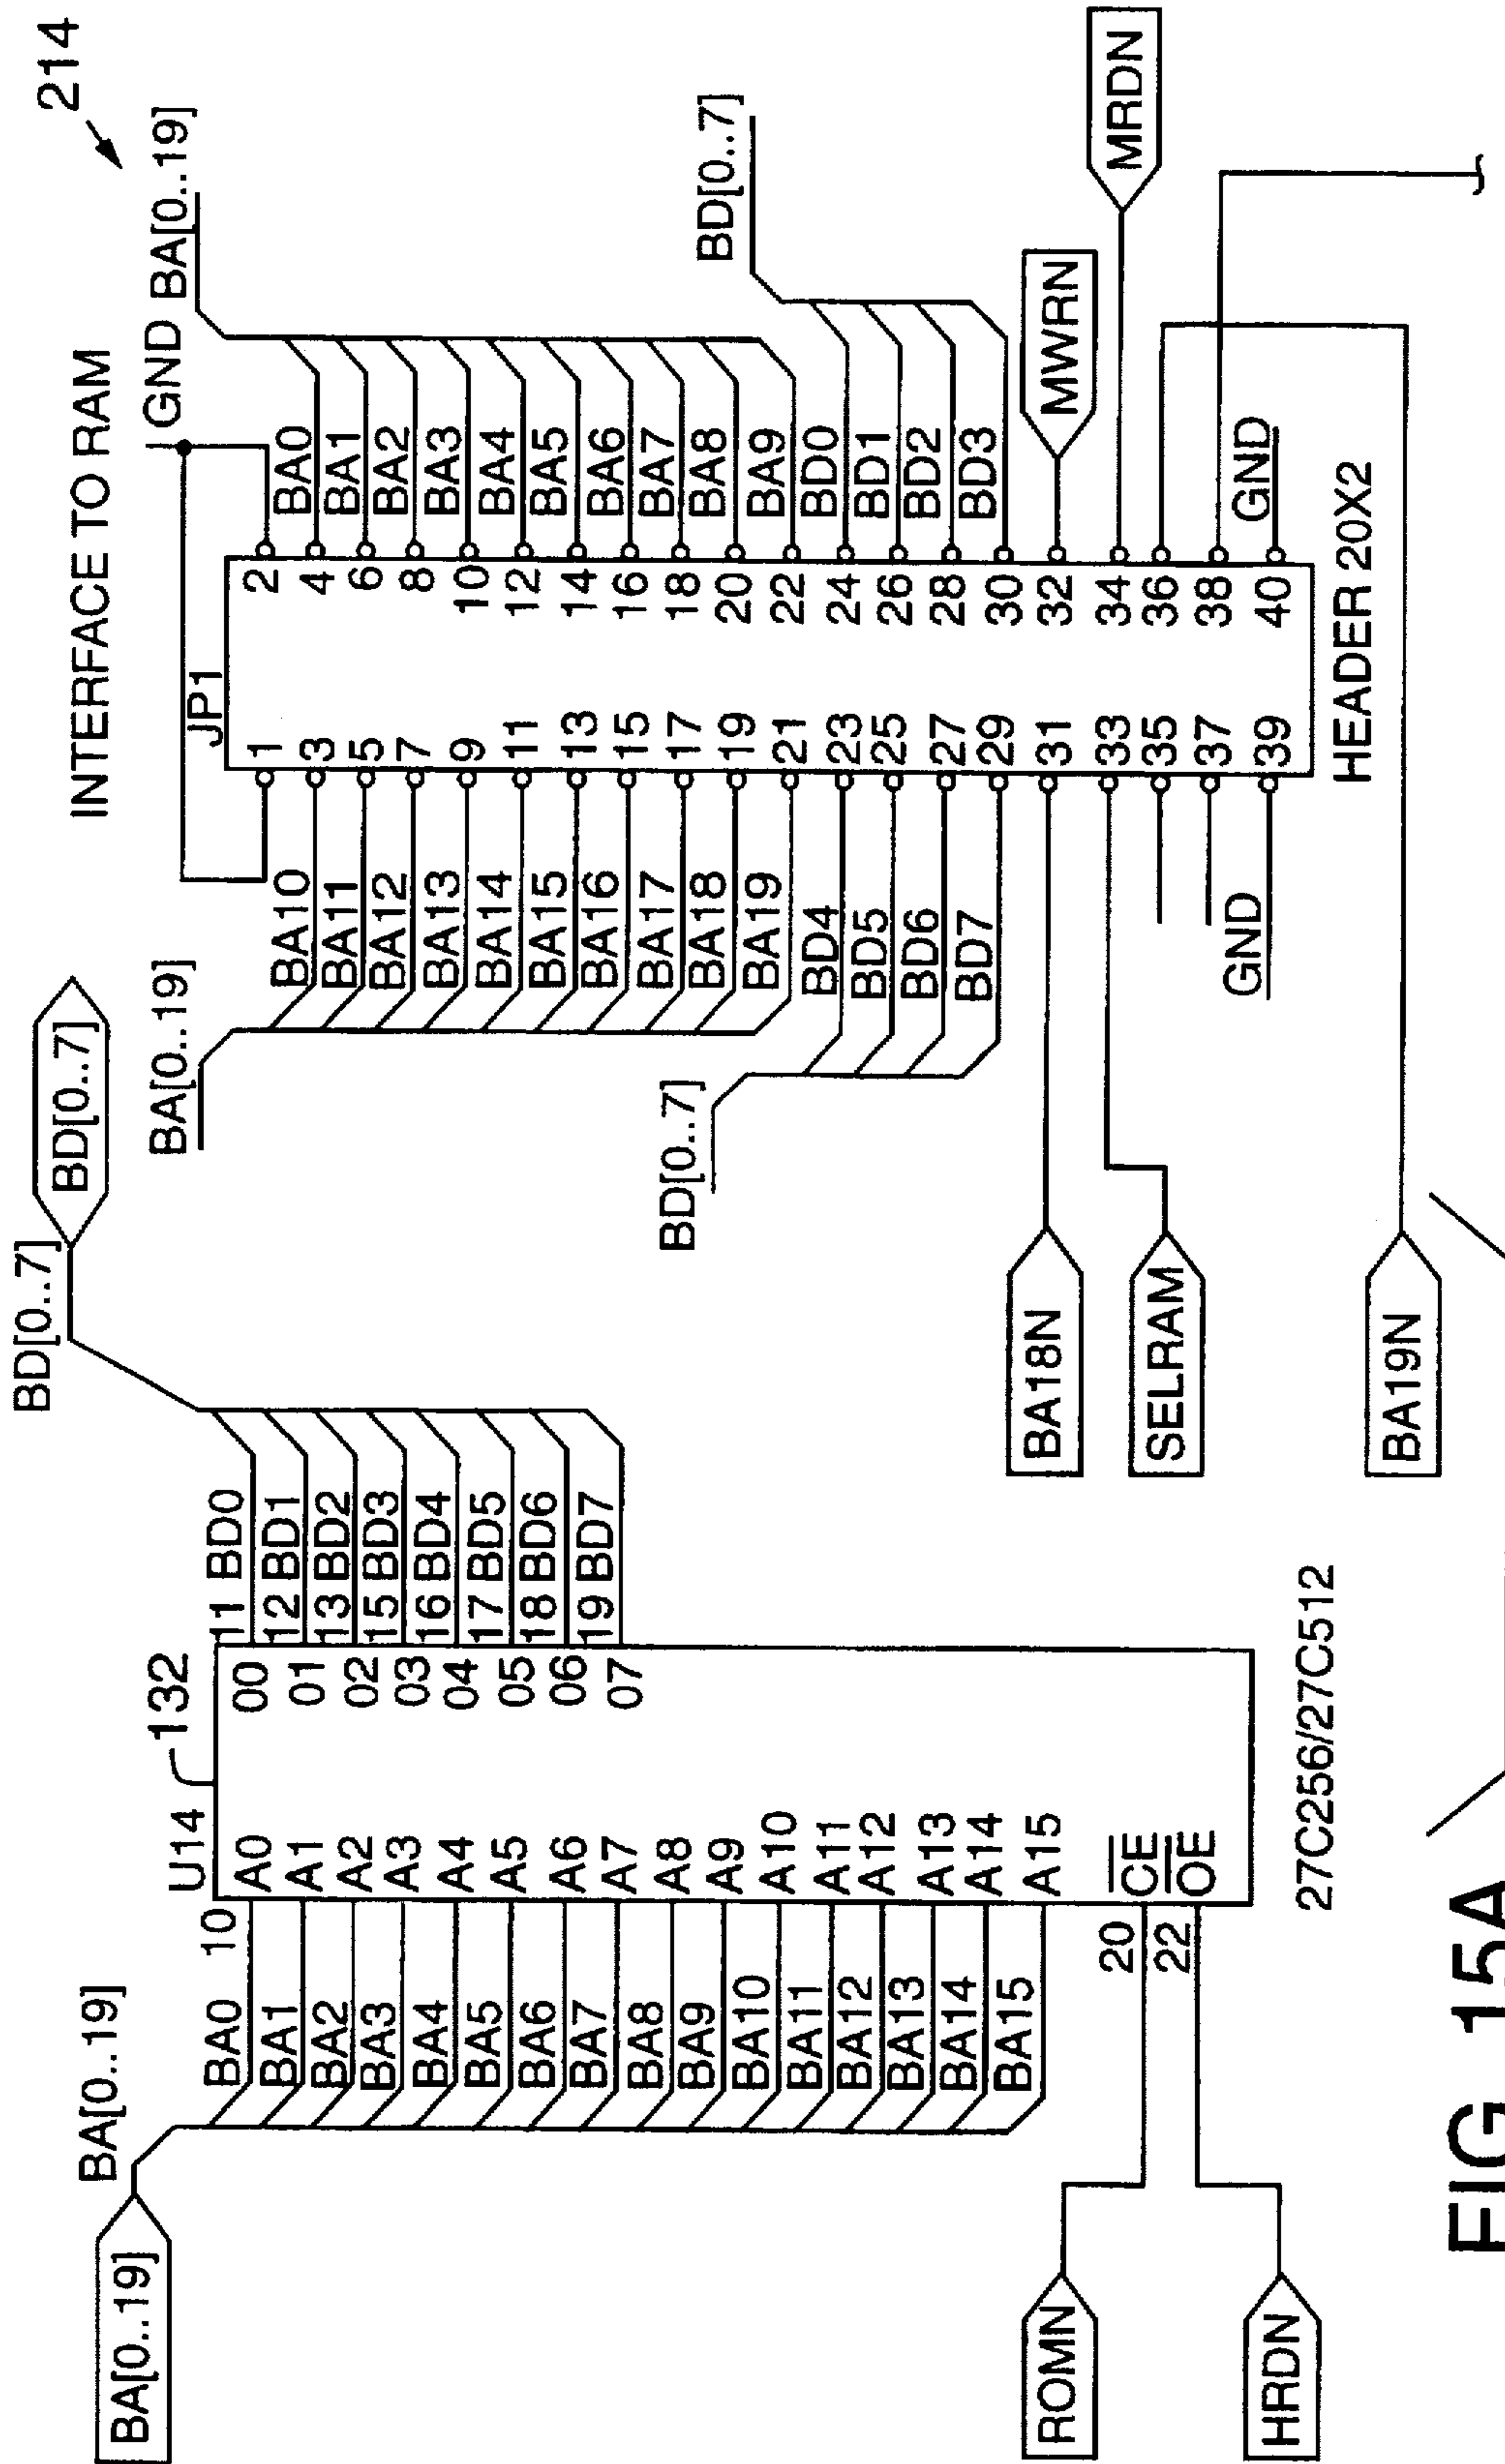 214
INTERFACE TO RAM
BA[0..19]
BA[0..19]
U14
132
10
A0
A1
A2
A3
A4
A5
A6
A7
A8
A9
A10
A11
A12
A13
A14
A15
CE
OE
BA0
BA1
BA2
BA3
BA4
BA5
BA6
BA7
BA8
BA9
BA10
BA11
BA12
BA13
BA14
BA15
20
22
ROMN
HRDN
00
01
02
03
04
05
06
07
11 BD0
12 BD1
13 BD2
15 BD3
16 BD4
17 BD5
18 BD6
19 BD7
27C256/27C512
BD[0..7]
BD[0..7]
BA[0..19]
BA10
BA11
BA12
BA13
BA14
BA15
BA16
BA17
BA18
BA19
BD[0..7]
BD4
BD5
BD6
BD7
BA18N
SELRAM
BA19N
GND
JP1
1 2
3 4
5 6
7 8
9 10
11 12
13 14
15 16
17 18
19 20
21 22
23 24
25 26
27 28
29 30
31 32
33 34
35 36
37 38
39 40
HEADER 20X2
GND BA[0..19]
BA0
BA1
BA2
BA3
BA4
BA5
BA6
BA7
BA8
BA9
BD[0..7]
BD0
BD1
BD2
BD3
MWRN
MRDN
GND
FIG 15A